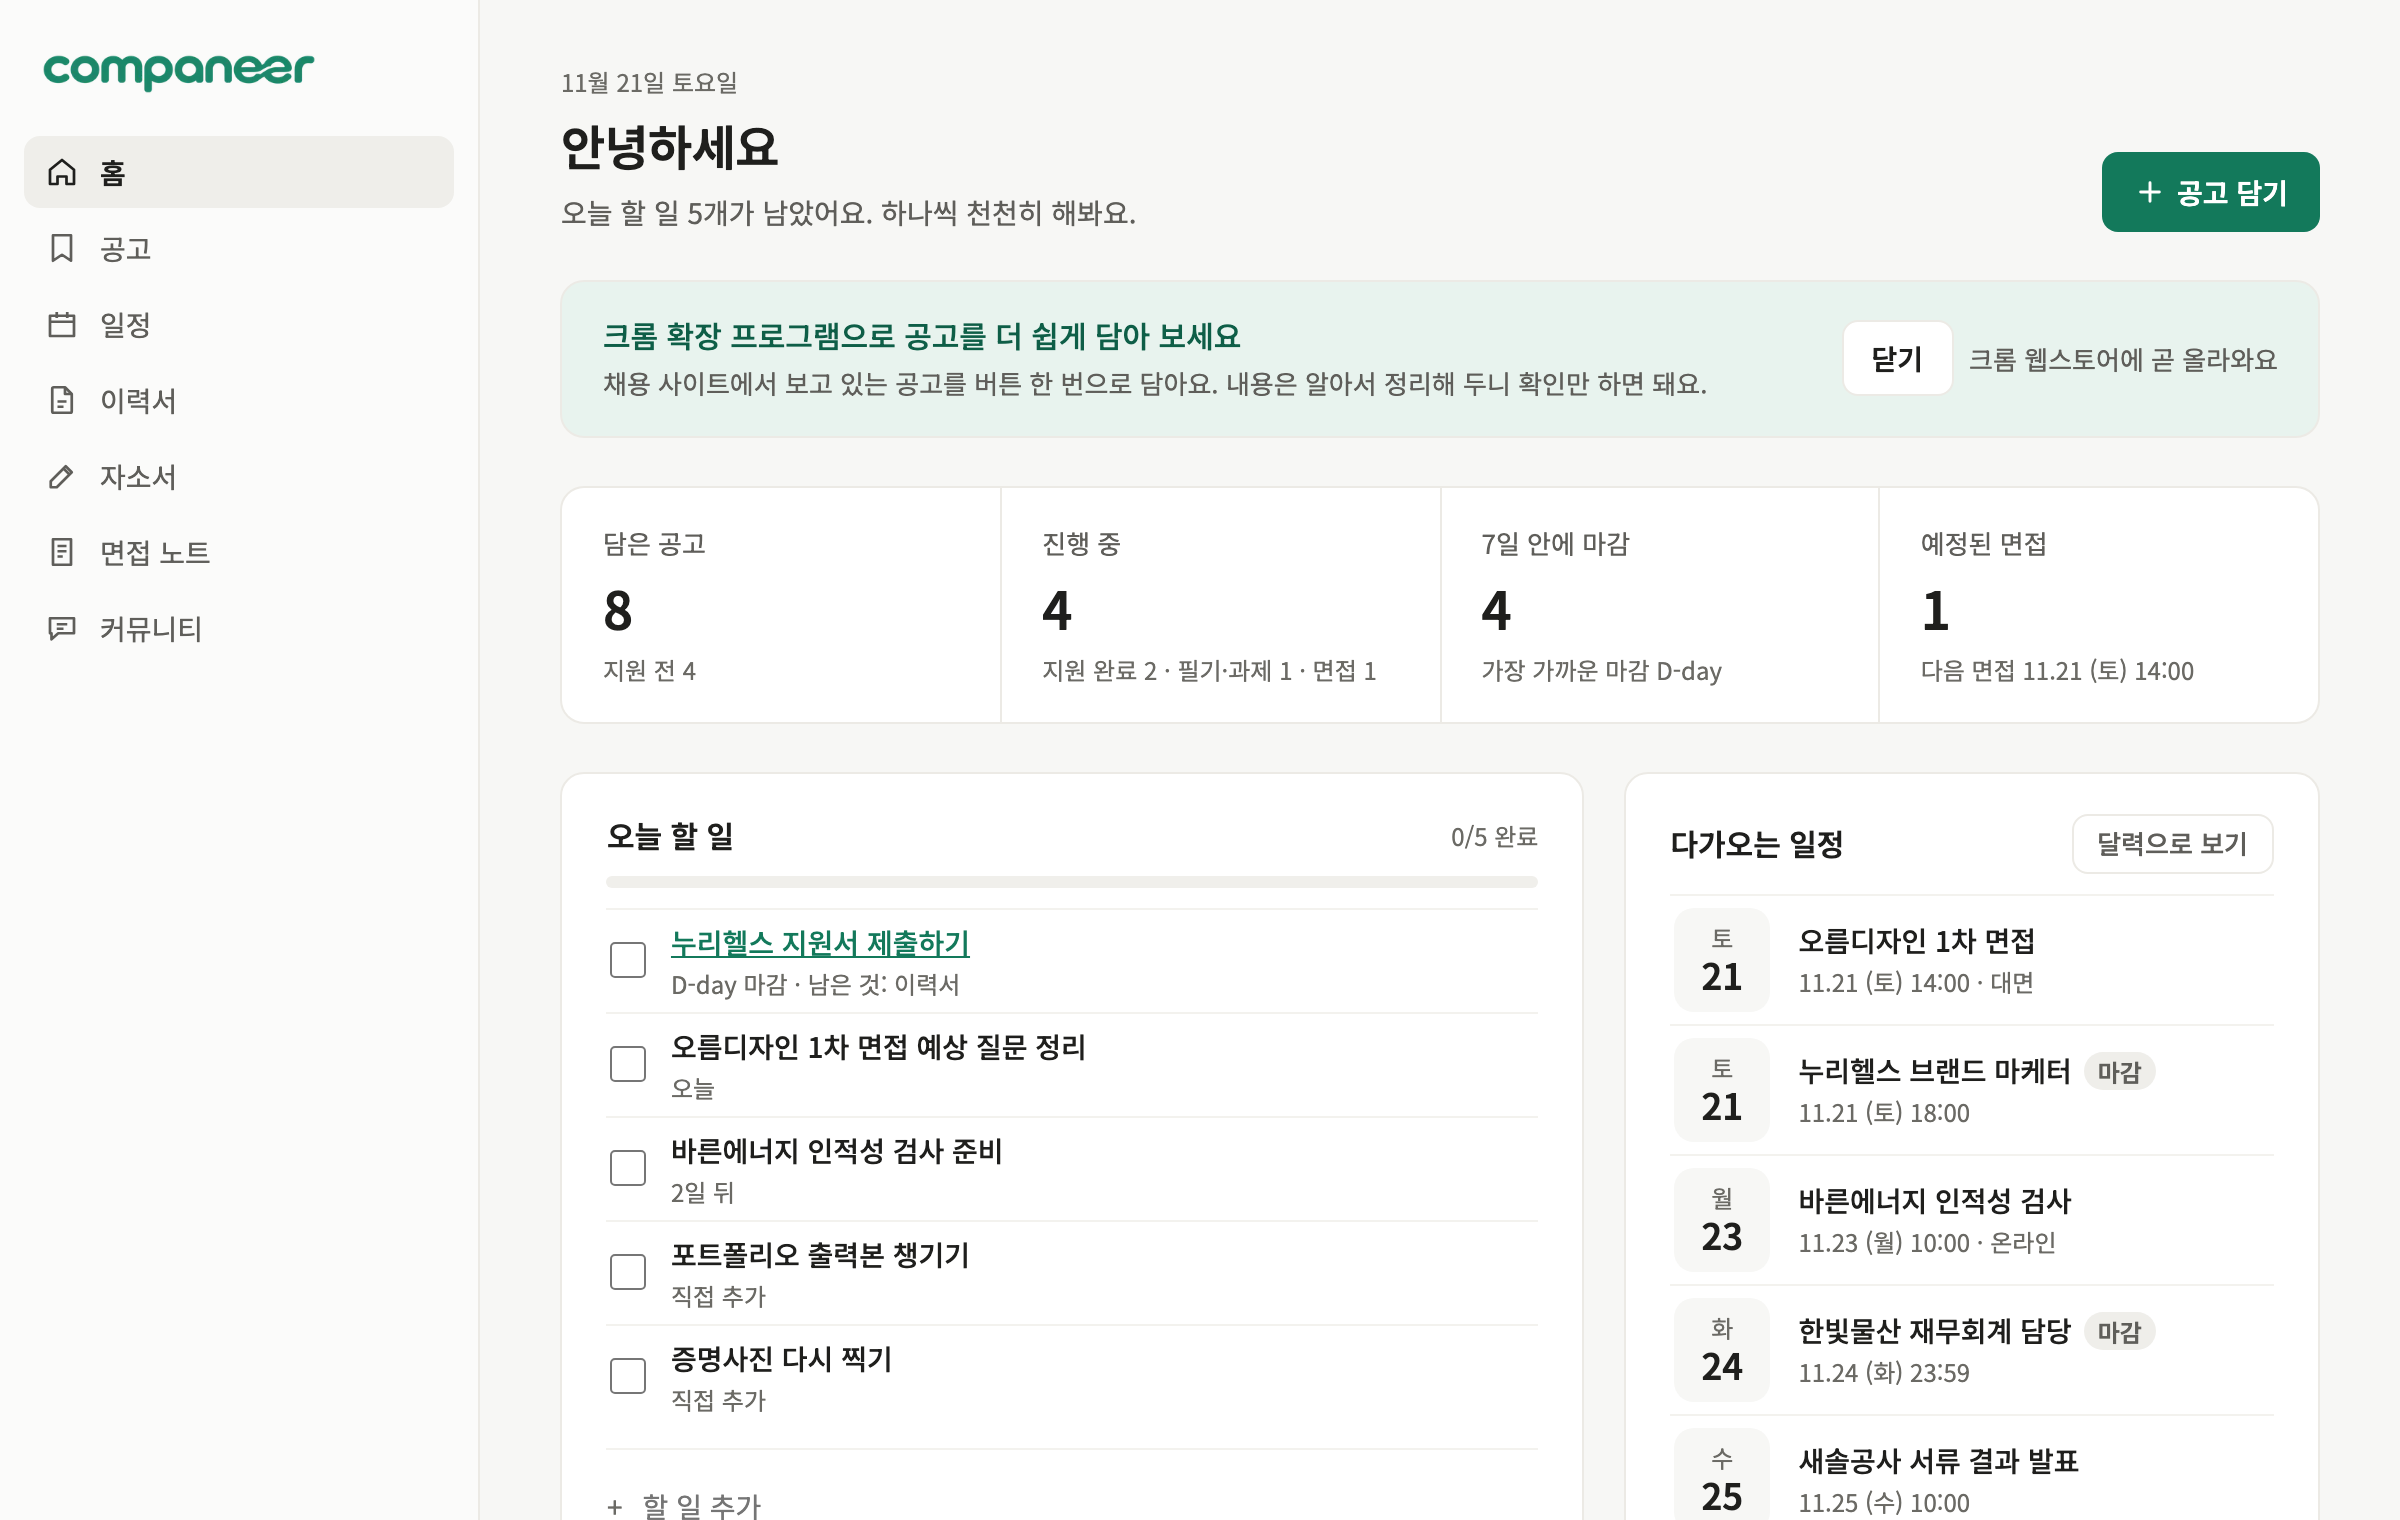 companeer
홈
공고
일정
이력서
자소서
면접 노트
커뮤니티
11월 21일 토요일
안녕하세요
오늘 할 일 5개가 남았어요. 하나씩 천천히 해봐요.
+ 공고 담기
크롬 확장 프로그램으로 공고를 더 쉽게 담아 보세요
채용 사이트에서 보고 있는 공고를 버튼 한 번으로 담아요. 내용은 알아서 정리해 두니 확인만 하면 돼요.
닫기
크롬 웹스토어에 곧 올라와요
담은 공고
8
지원 전 4
진행 중
4
지원 완료 2 · 필기·과제 1 · 면접 1
7일 안에 마감
4
가장 가까운 마감 D-day
예정된 면접
1
다음 면접 11.21 (토) 14:00
오늘 할 일
0/5 완료
누리헬스 지원서 제출하기
D-day 마감 · 남은 것: 이력서
오름디자인 1차 면접 예상 질문 정리
오늘
바른에너지 인적성 검사 준비
2일 뒤
포트폴리오 출력본 챙기기
직접 추가
증명사진 다시 찍기
직접 추가
+ 할 일 추가
다가오는 일정
달력으로 보기
토
21
오름디자인 1차 면접
11.21 (토) 14:00 · 대면
토
21
누리헬스 브랜드 마케터 마감
11.21 (토) 18:00
월
23
바른에너지 인적성 검사
11.23 (월) 10:00 · 온라인
화
24
한빛물산 재무회계 담당 마감
11.24 (화) 23:59
수
25
새솔공사 서류 결과 발표
11.25 (수) 10:00